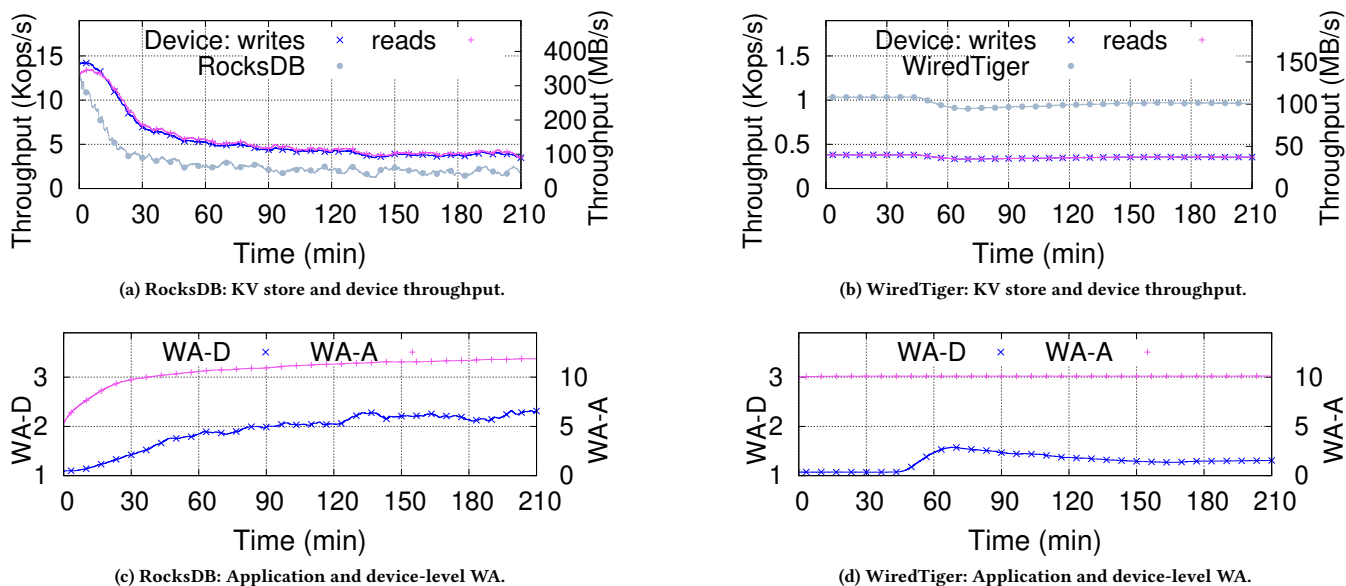 Throughput (Kops/s)
15
10
5
0
Device: writes
reads
RocksDB
400
300
200
100
0
Throughput (MB/s)
0 30 60 90 120 150 180 210
Time (min)
(a) RocksDB: KV store and device throughput.
Throughput (Kops/s)
1.5
1
0.5
0
Device: writes
reads
WiredTiger
150
100
50
0
Throughput (MB/s)
0 30 60 90 120 150 180 210
Time (min)
(b) WiredTiger: KV store and device throughput.
WA-D
3
2
1
WA-D
WA-A
10
5
0
WA-A
0 30 60 90 120 150 180 210
Time (min)
(c) RocksDB: Application and device-level WA.
WA-D
3
2
1
WA-D
WA-A
10
5
0
WA-A
0 30 60 90 120 150 180 210
Time (min)
(d) WiredTiger: Application and device-level WA.